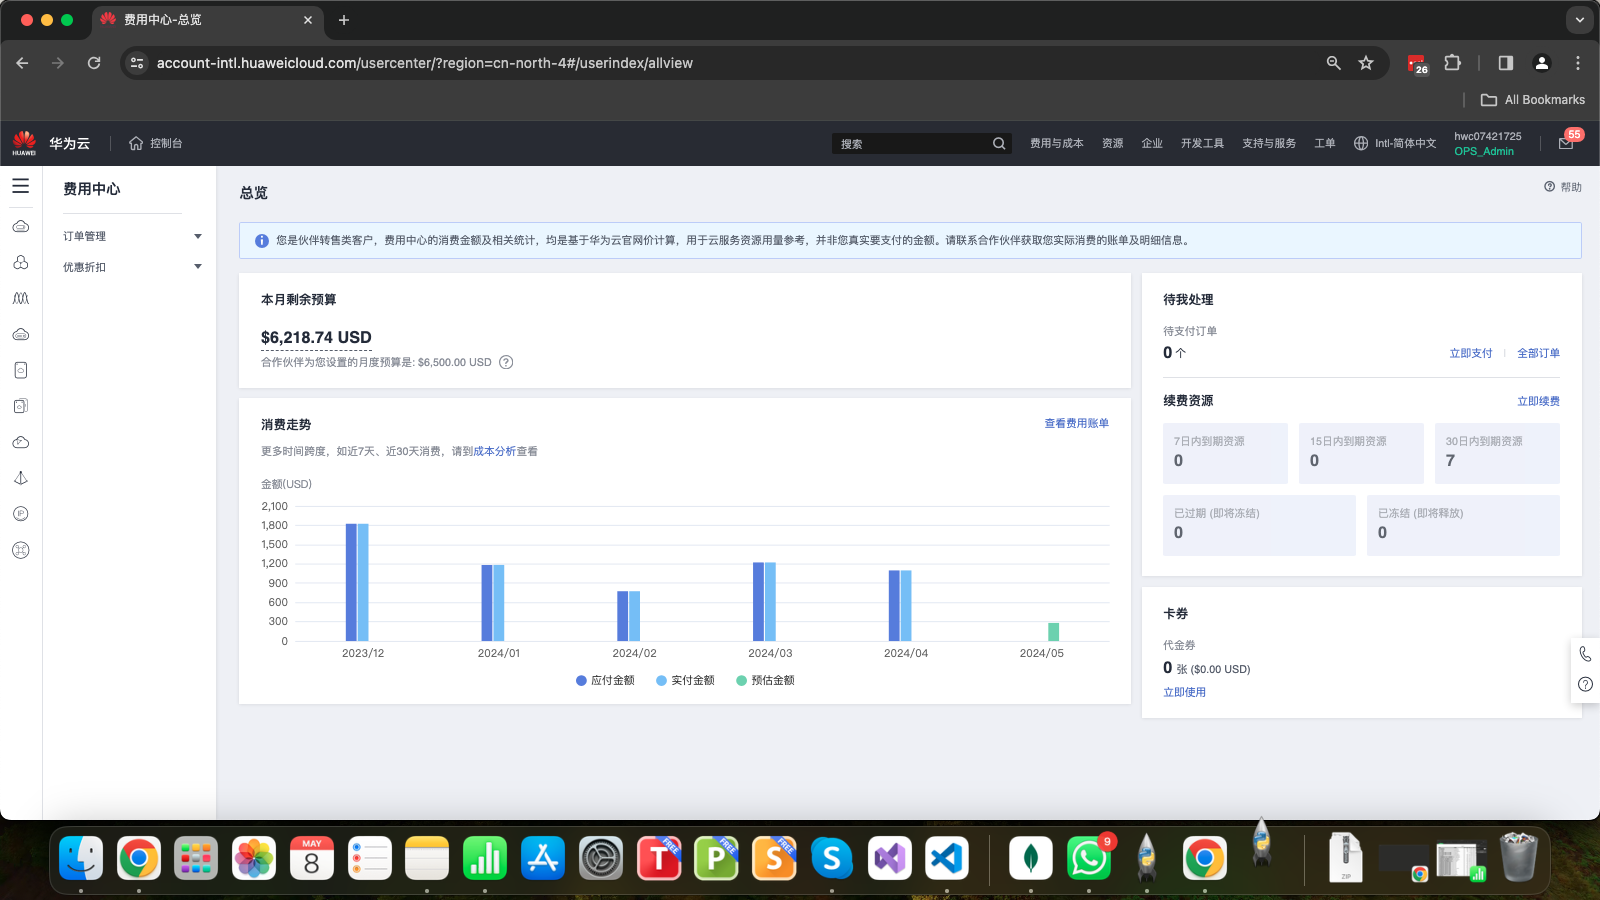 费用中心-总览
account-intl.huaweicloud.com/usercenter/?region=cn-north-4#/userindex/allview
26
All Bookmarks
HUAWEI
华为云
控制台
搜索
费用与成本
资源
企业
开发工具
支持与服务
工单
Intl-简体中文
hwc07421725
OPS_Admin
55
费用中心
订单管理
优惠折扣
总览
帮助
您是伙伴转售类客户，费用中心的消费金额及相关统计，均是基于华为云官网价计算，用于云服务资源用量参考，并非您真实要支付的金额。请联系合作伙伴获取您实际消费的账单及明细信息。
本月剩余预算
$6,218.74 USD
合作伙伴为您设置的月度预算是: $6,500.00 USD
消费走势
查看费用账单
更多时间跨度，如近7天、近30天消费，请到成本分析查看
金额(USD)
2,100
1,800
1,500
1,200
900
600
300
0
2023/12
2024/01
2024/02
2024/03
2024/04
2024/05
应付金额
实付金额
预估金额
待我处理
待支付订单
0 个
立即支付
全部订单
续费资源
立即续费
7日内到期资源
0
15日内到期资源
0
30日内到期资源
7
已过期 (即将冻结)
0
已冻结 (即将释放)
0
卡券
代金券
0 张 ($0.00 USD)
立即使用
IP
MAY
8
T
FREE
P
FREE
S
FREE
S
9
ZIP